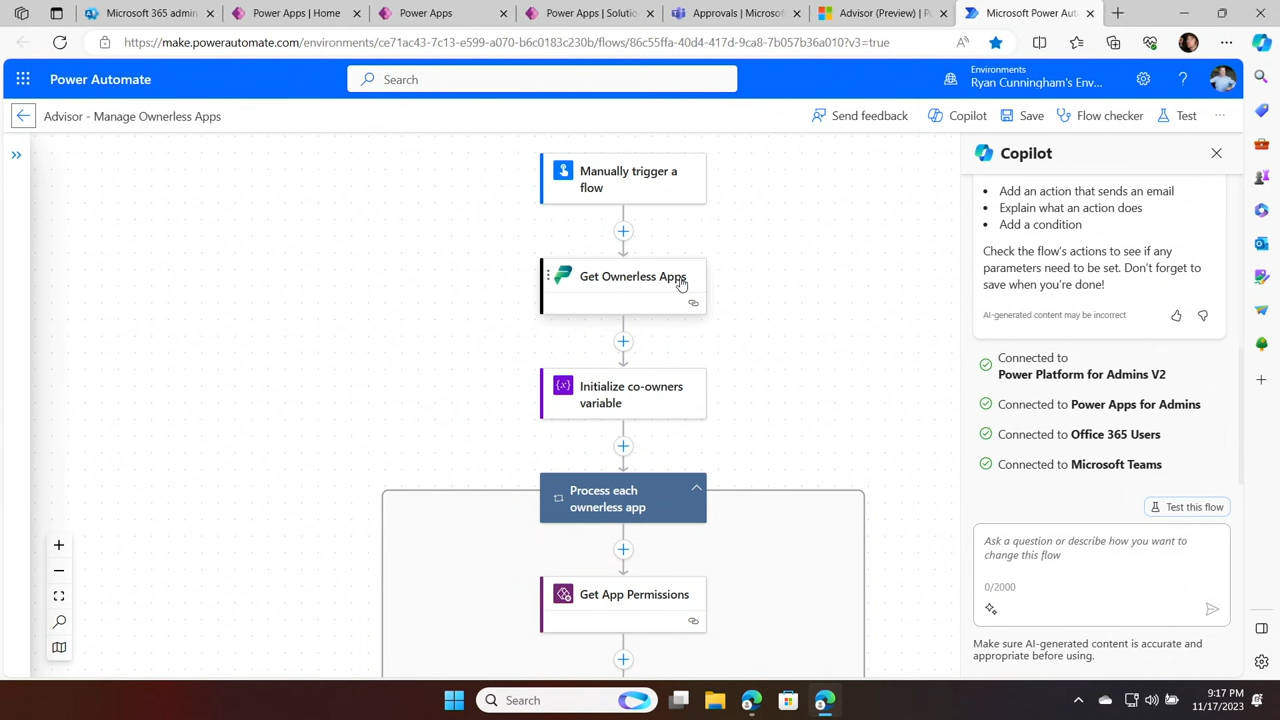 Microsoft 365 admin
Power Apps | Home
Power Apps
Power Apps | Solutio
Approvals | Microsof
Advisor (Preview) | P
Microsoft Power Aut
https://make.powerautomate.com/environments/ce71ac43-7c13-e599-a070-b6c0183c230b/flows/86c55ffa-40d4-417d-9ca8-7b057b36a010?v3=true
Power Automate
Search
Environments
Ryan Cunningham's Env...
Advisor - Manage Ownerless Apps
Send feedback
Copilot
Save
Flow checker
Test
Manually trigger a
flow
Get Ownerless Apps
Initialize co-owners
variable
Process each
ownerless app
Get App Permissions
Copilot
• Add an action that sends an email
• Explain what an action does
• Add a condition
Check the flow's actions to see if any
parameters need to be set. Don't forget to
save when you're done!
AI-generated content may be incorrect
Connected to
Power Platform for Admins V2
Connected to Power Apps for Admins
Connected to Office 365 Users
Connected to Microsoft Teams
Test this flow
Ask a question or describe how you want to
change this flow
0/2000
Make sure AI-generated content is accurate and
appropriate before using.
Search
9:17 PM
11/17/2023